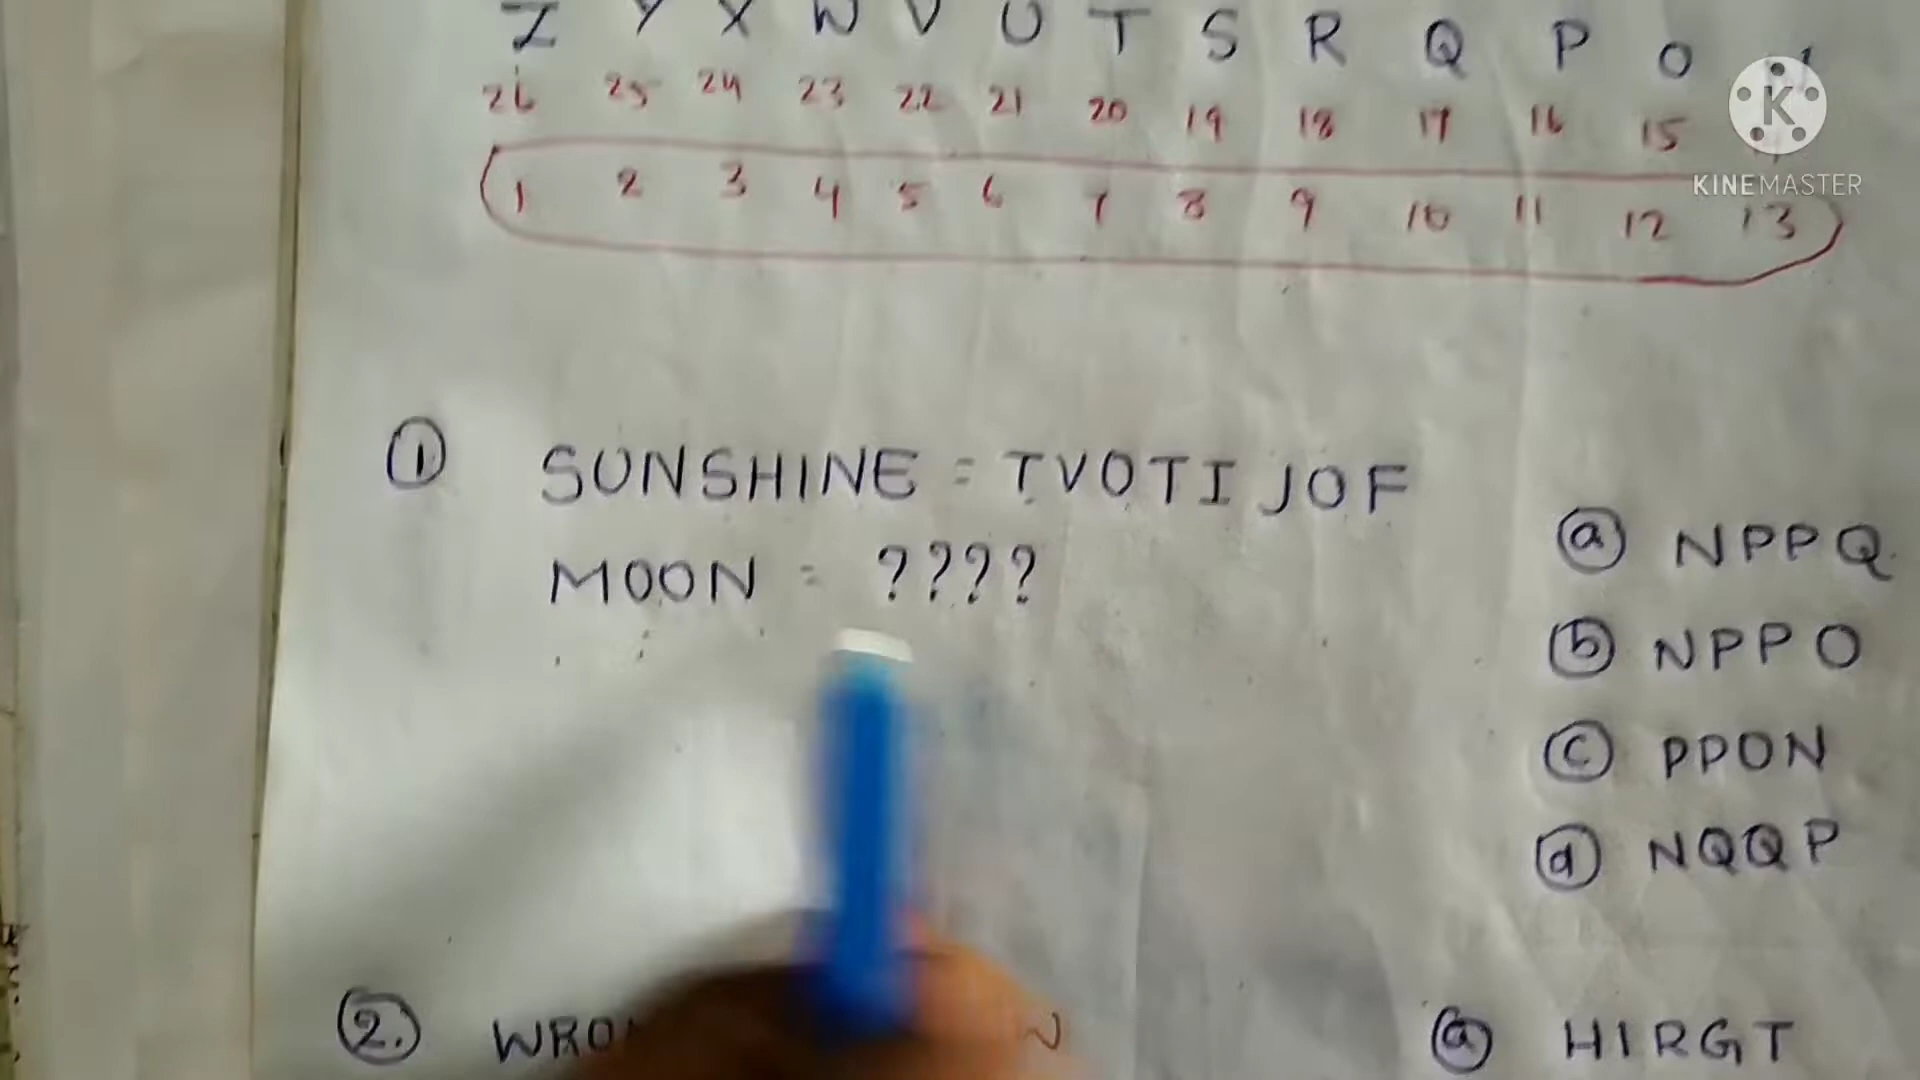 Z Y X W V U T S R Q P O
26 25 24 23 22 21 20 19 18 17 16 15
1 2 3 4 5 6 7 8 9 10 11 12 13
K
KINEMASTER
① SUNSHINE = TVOTIJOF
MOON = ????
ⓐ NPPQ
ⓑ NPPO
ⓒ PPON
ⓓ NQQP
②. WRO N
ⓐ HIRGT